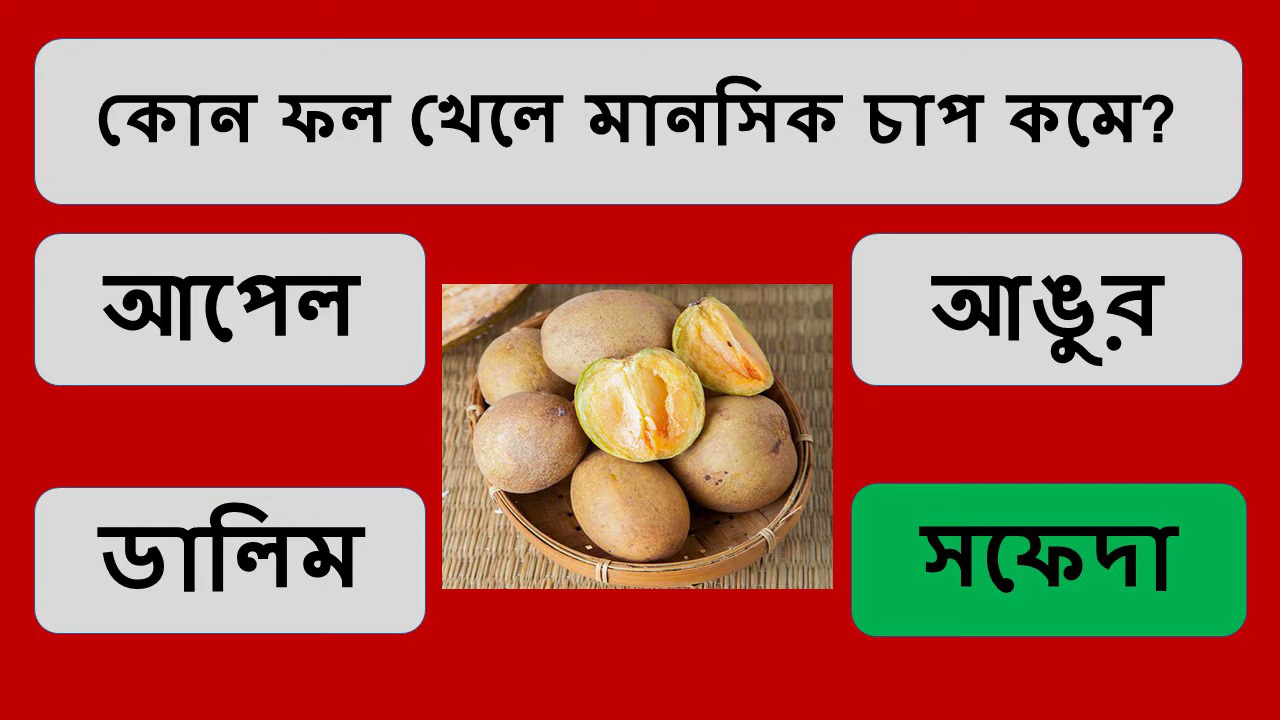 কোন ফল খেলে মানসিক চাপ কমে?
আপেল
আঙুর
ডালিম
সফেদা